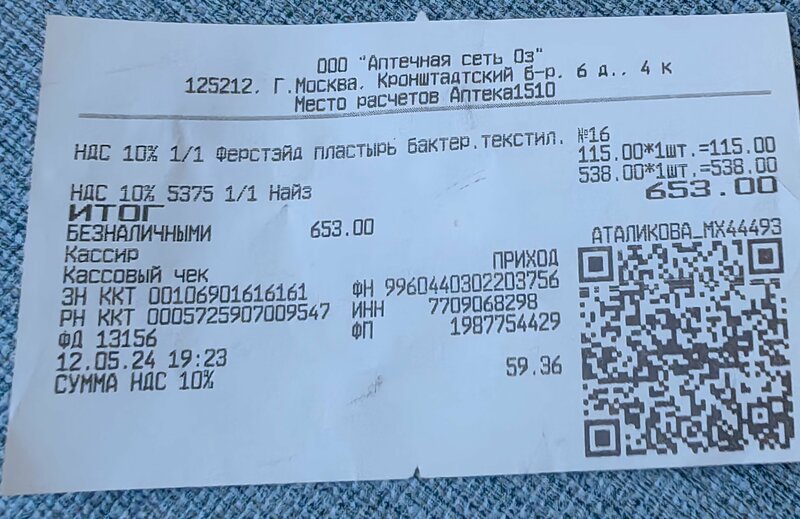 ООО "Аптечная сеть Оз"
125212, Г.Москва, Кронштадтский б-р, 6 д., 4 к
Место расчетов Аптека1510
НДС 10% 1/1 Ферстэйд пластырь бактер.текстил. №16
115.00*1шт.=115.00
НДС 10% 5375 1/1 Найз 538.00*1шт.=538.00
ИТОГ 653.00
БЕЗНАЛИЧНЫМИ 653.00
Кассир АТАЛИКОВА_МХ44493
Кассовый чек ПРИХОД
ЗН ККТ 00106901616161 ФН 9960440302203756
РН ККТ 0005725907009547 ИНН 7709068298
ФД 13156 ФП 1987754429
12.05.24 19:23
СУММА НДС 10% 59.36